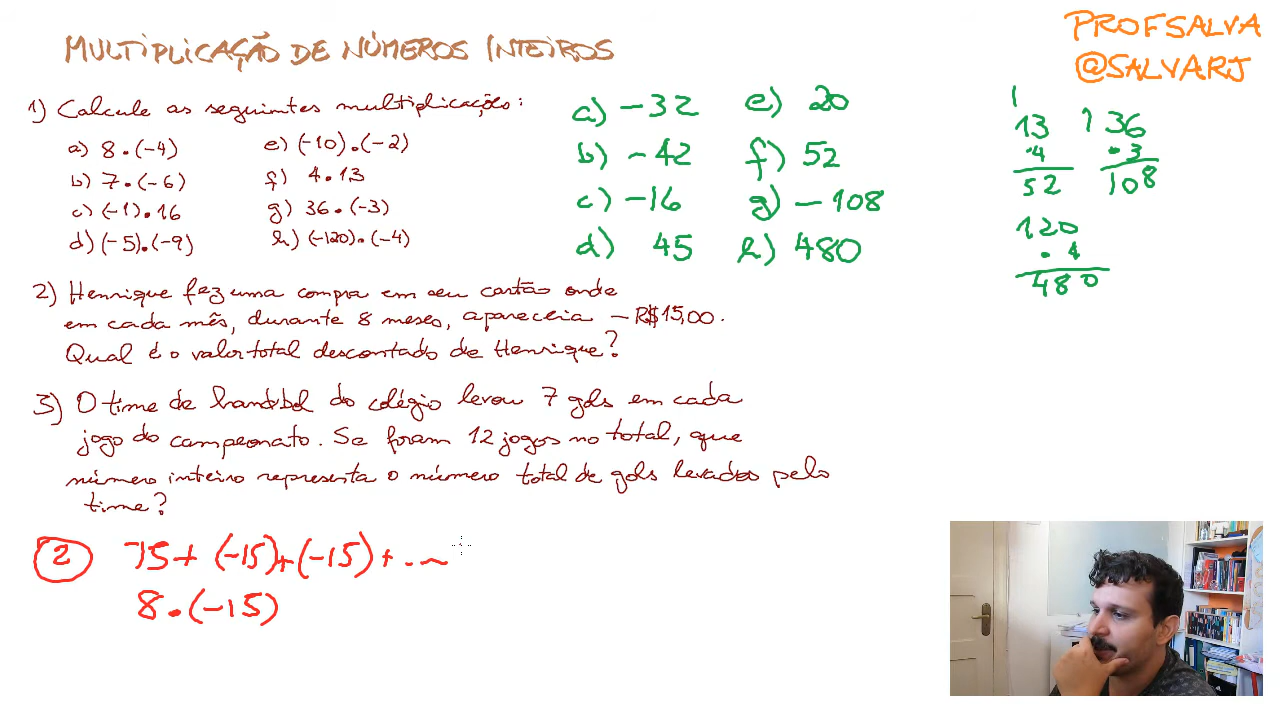 MULTIPLICAÇÃO DE NÚMEROS INTEIROS
PROFSALVA
@SALVARJ
1) Calcule as seguintes multiplicações:
a) 8 . (-4)
e) (-10) . (-2)
b) 7 . (-6)
f) 4 . 13
c) (-1) . 16
g) 36 . (-3)
d) (-5) . (-9)
h) (-120) . (-4)
a) -32
e) 20
b) -42
f) 52
c) -16
g) -108
d) 45
h) 480
1
13
.4
52
1 36
.3
108
120
. 4
480
2) Henrique fez uma compra em seu cartão onde
em cada mês, durante 8 meses, apareceia -R$15,00.
Qual é o valor total descontado de Henrique?
3) O time de handebol do colégio levou 7 gols em cada
jogo do campeonato. Se foram 12 jogos no total, que
número inteiro representa o número total de gols levados pelo
time?
2 75+ (-15)+(-15)+...
8 . (-15)